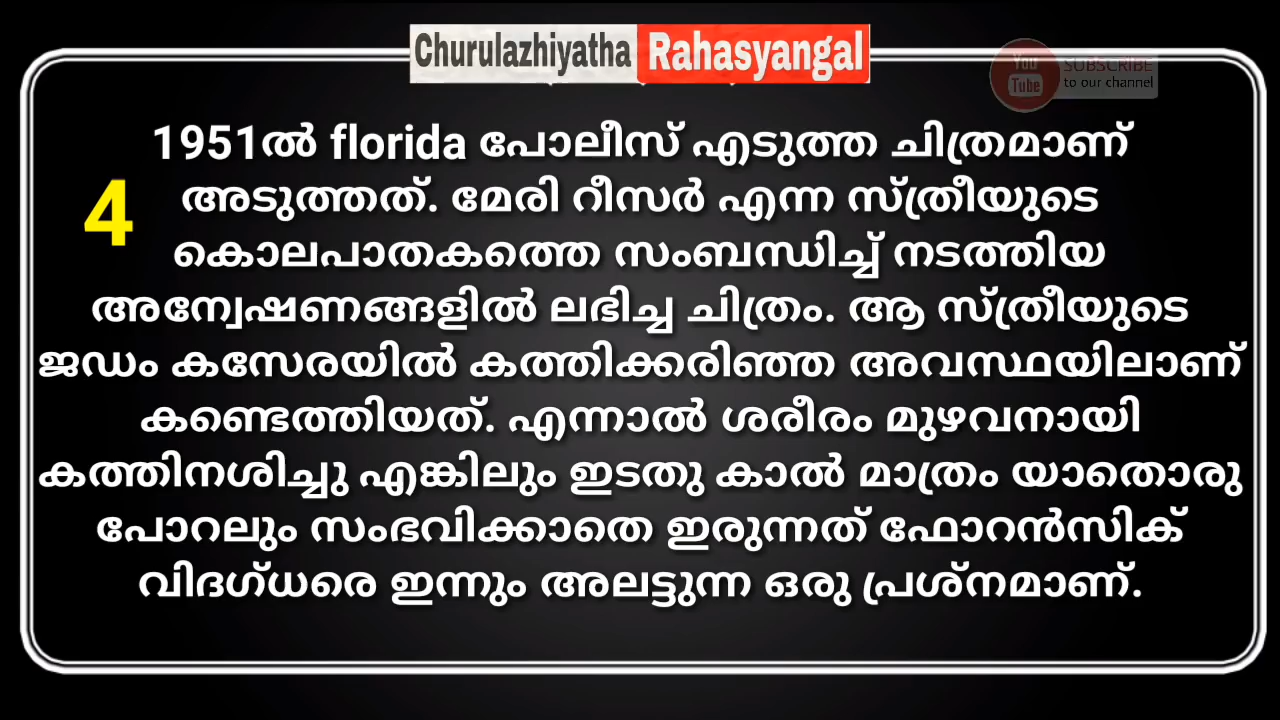 Churulazhiyatha Rahasyangal
You Tube SUBSCRIBE to our channel
1951ൽ florida പോലീസ് എടുത്ത ചിത്രമാണ്
4
അടുത്തത്. മേരി റീസർ എന്ന സ്ത്രീയുടെ
കൊലപാതകത്തെ സംബന്ധിച്ച് നടത്തിയ
അന്വേഷണങ്ങളിൽ ലഭിച്ച ചിത്രം. ആ സ്ത്രീയുടെ
ജഡം കസേരയിൽ കത്തിക്കരിഞ്ഞ അവസ്ഥയിലാണ്
കണ്ടെത്തിയത്. എന്നാൽ ശരീരം മുഴവനായി
കത്തിനശിച്ചു എങ്കിലും ഇടതു കാൽ മാത്രം യാതൊരു
പോറലും സംഭവിക്കാതെ ഇരുന്നത് ഫോറൻസിക്
വിദഗ്ധരെ ഇന്നും അലട്ടുന്ന ഒരു പ്രശ്നമാണ്.